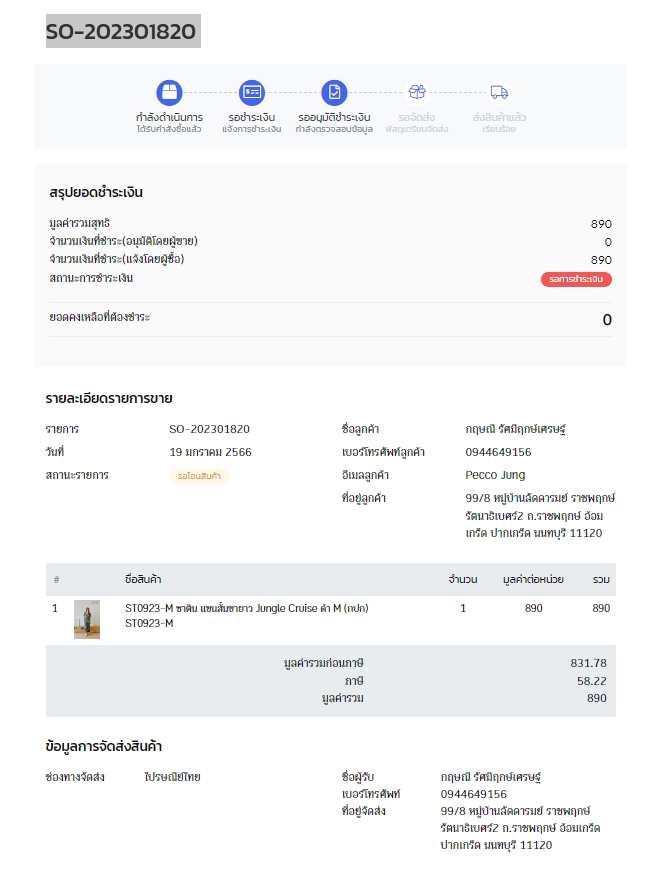 SO-202301820
กำลังดำเนินการ รอชำระเงิน รออนุมัติชำระเงิน รอจัดส่ง ส่งสินค้าแล้ว
ได้รับคำสั่งซื้อแล้ว แจ้งการชำระเงิน กำลังตรวจสอบข้อมูล พัสดุเตรียมจัดส่ง เรียบร้อย
สรุปยอดชำระเงิน
มูลค่ารวมสุทธิ 890
จำนวนเงินที่ชำระ(อนุมัติโดยผู้ขาย) 0
จำนวนเงินที่ชำระ(แจ้งโดยผู้ซื้อ) 890
สถานะการชำระเงิน รอการชำระเงิน
ยอดคงเหลือที่ต้องชำระ 0
รายละเอียดรายการขาย
รายการ SO-202301820 ชื่อลูกค้า กฤษณี รัศมีฤกษ์เศรษฐ์
วันที่ 19 มกราคม 2566 เบอร์โทรศัพท์ลูกค้า 0944649156
สถานะรายการ รอโอนสินค้า อีเมลลูกค้า Pecco Jung
ที่อยู่ลูกค้า 99/8 หมู่บ้านลัดดารมย์ ราชพฤกษ์
รัตนาธิเบศร์2 ถ.ราชพฤกษ์ อ้อม
เกร็ด ปากเกร็ด นนทบุรี 11120
# ชื่อสินค้า จำนวน มูลค่าต่อหน่วย รวม
1 ST0923-M ซาติน แขนสั้นขายาว Jungle Cruise ดำ M (กปก) 1 890 890
ST0923-M
มูลค่ารวมก่อนภาษี 831.78
ภาษี 58.22
มูลค่ารวม 890
ข้อมูลการจัดส่งสินค้า
ช่องทางจัดส่ง ไปรษณีย์ไทย ชื่อผู้รับ กฤษณี รัศมีฤกษ์เศรษฐ์
เบอร์โทรศัพท์ 0944649156
ที่อยู่จัดส่ง 99/8 หมู่บ้านลัดดารมย์ ราชพฤกษ์
รัตนาธิเบศร์2 ถ.ราชพฤกษ์ อ้อมเกร็ด
ปากเกร็ด นนทบุรี 11120